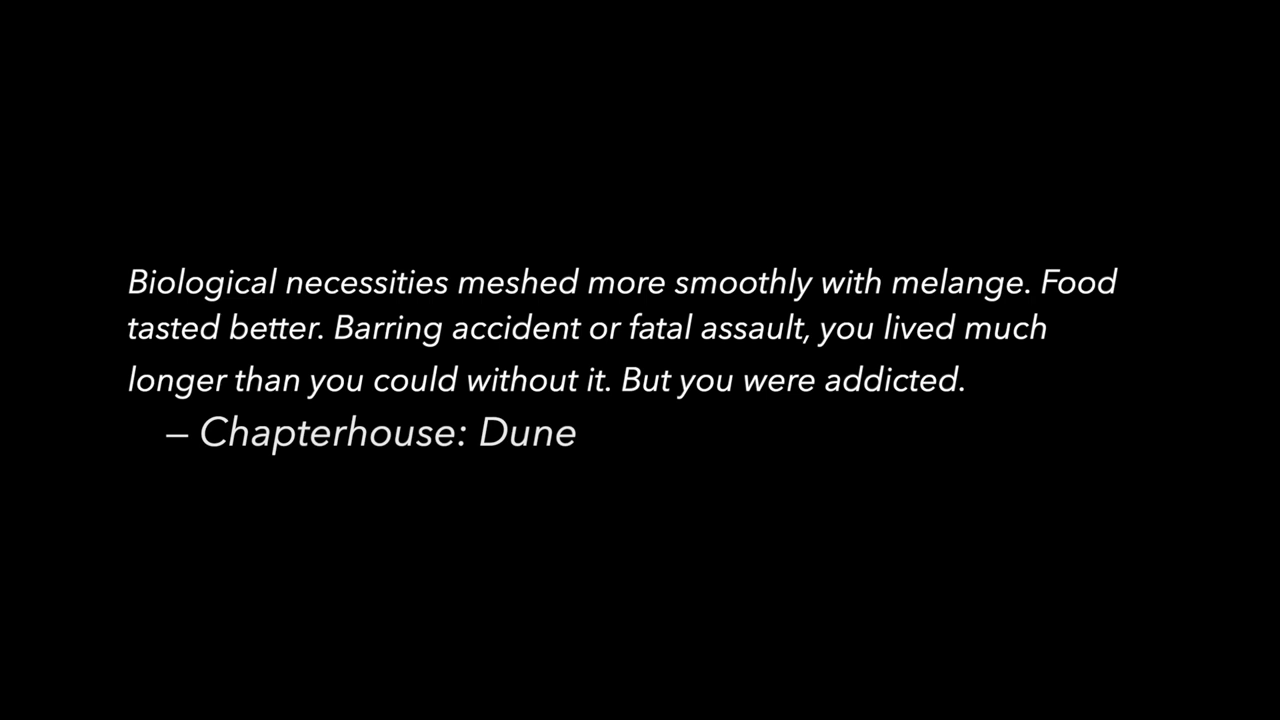 Biological necessities meshed more smoothly with melange. Food
tasted better. Barring accident or fatal assault, you lived much
longer than you could without it. But you were addicted.
– Chapterhouse: Dune